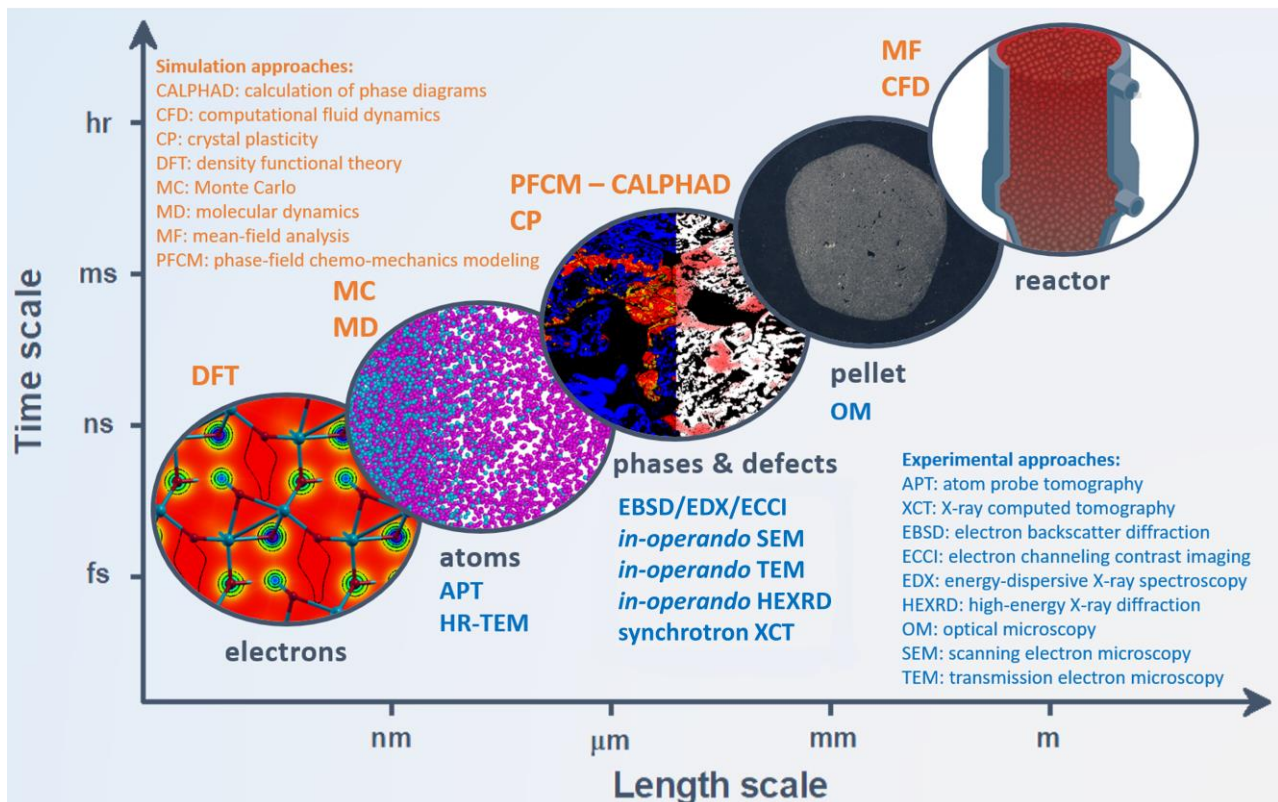 Simulation approaches:
CALPHAD: calculation of phase diagrams
CFD: computational fluid dynamics
CP: crystal plasticity
DFT: density functional theory
MC: Monte Carlo
MD: molecular dynamics
MF: mean-field analysis
PFCM: phase-field chemo-mechanics modeling
MF
CFD
PFCM – CALPHAD
CP
MC
MD
DFT
reactor
pellet
OM
phases & defects
EBSD/EDX/ECCI
in-operando SEM
in-operando TEM
in-operando HEXRD
synchrotron XCT
atoms
APT
HR-TEM
electrons
Experimental approaches:
APT: atom probe tomography
XCT: X-ray computed tomography
EBSD: electron backscatter diffraction
ECCI: electron channeling contrast imaging
EDX: energy-dispersive X-ray spectroscopy
HEXRD: high-energy X-ray diffraction
OM: optical microscopy
SEM: scanning electron microscopy
TEM: transmission electron microscopy
Time scale
hr
ms
ns
fs
nm
μm
mm
m
Length scale